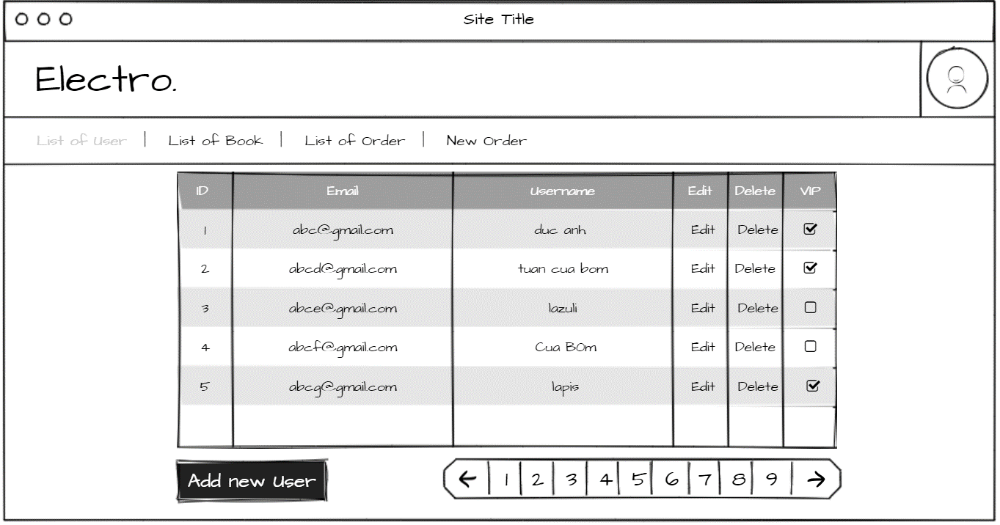 Site Title
Electro.
List of User | List of Book | List of Order | New Order
ID Email Username Edit Delete VIP
1 abc@gmail.com duc anh Edit Delete
2 abcd@gmail.com tuan cua bom Edit Delete
3 abce@gmail.com lazuli Edit Delete
4 abcf@gmail.com Cua B0m Edit Delete
5 abcg@gmail.com lapis Edit Delete
Add new User 1 2 3 4 5 6 7 8 9